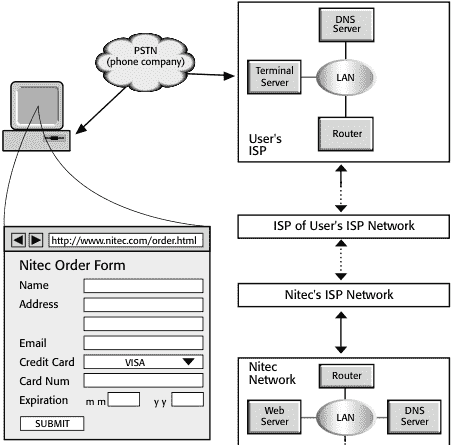 PSTN
(phone company)
DNS
Server
Terminal
Server
LAN
Router
User's
ISP
ISP of User's ISP Network
Nitec's ISP Network
Nitec
Network
Router
Web
Server
LAN
DNS
Server
http://www.nitec.com/order.html
Nitec Order Form
Name
Address
Email
Credit Card VISA
Card Num
Expiration m m y y
SUBMIT